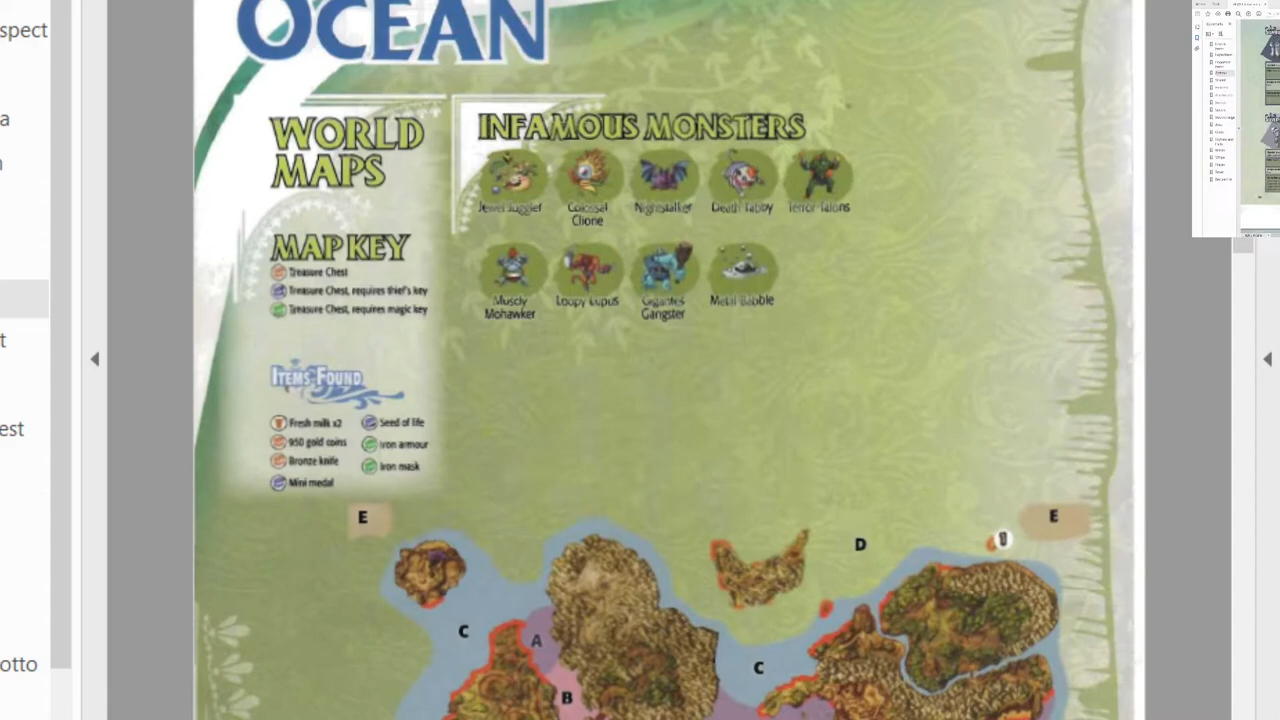 spect
a
n
t
est
otto
OCEAN
WORLD
MAPS
MAP KEY
Treasure Chest
Treasure Chest, requires thief's key
Treasure Chest, requires magic key
ITEMS FOUND
Fresh milk x2
950 gold coins
Bronze knife
Mini medal
Seed of life
Iron armour
Iron mask
INFAMOUS MONSTERS
Jewel Juggler
Colossal
Clione
Nightstalker
Death Tabby
Terror Talons
Muscly
Mohawker
Loopy Lupus
Gigantes
Gangster
Metal Babble
E
E
D
C
A
C
B